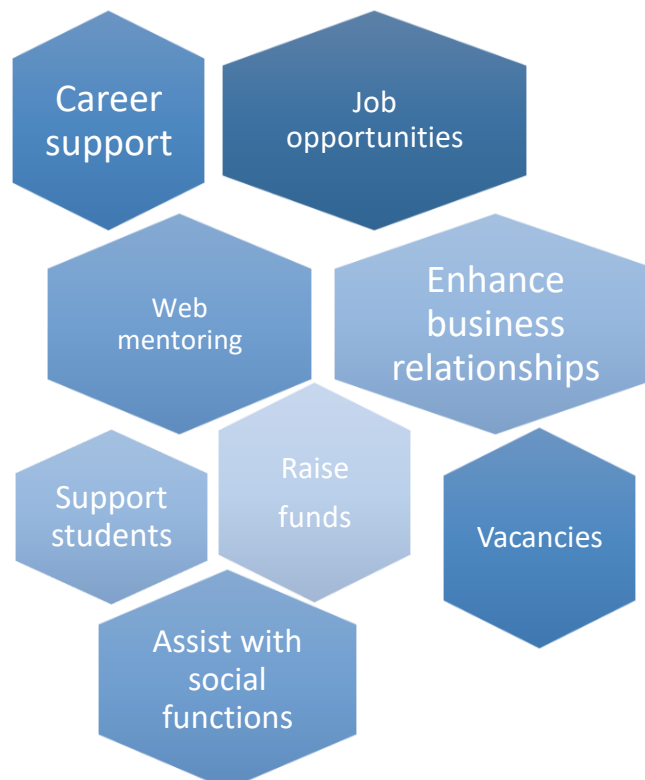 Career
support
Job
opportunities
Web
mentoring
Enhance
business
relationships
Support
students
Raise
funds
Vacancies
Assist with
social
functions